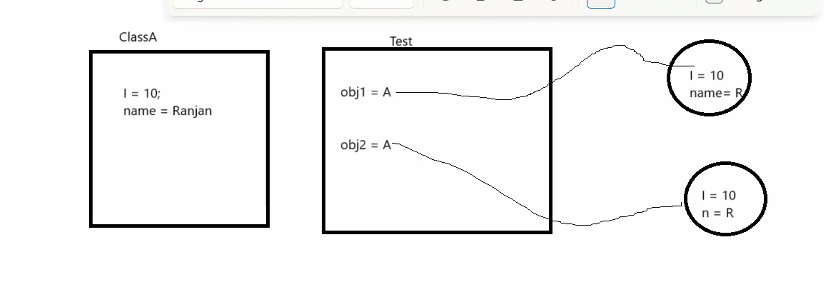 ClassA
I = 10;
name = Ranjan
Test
obj1 = A
obj2 = A
I = 10
name= R
I = 10
n = R